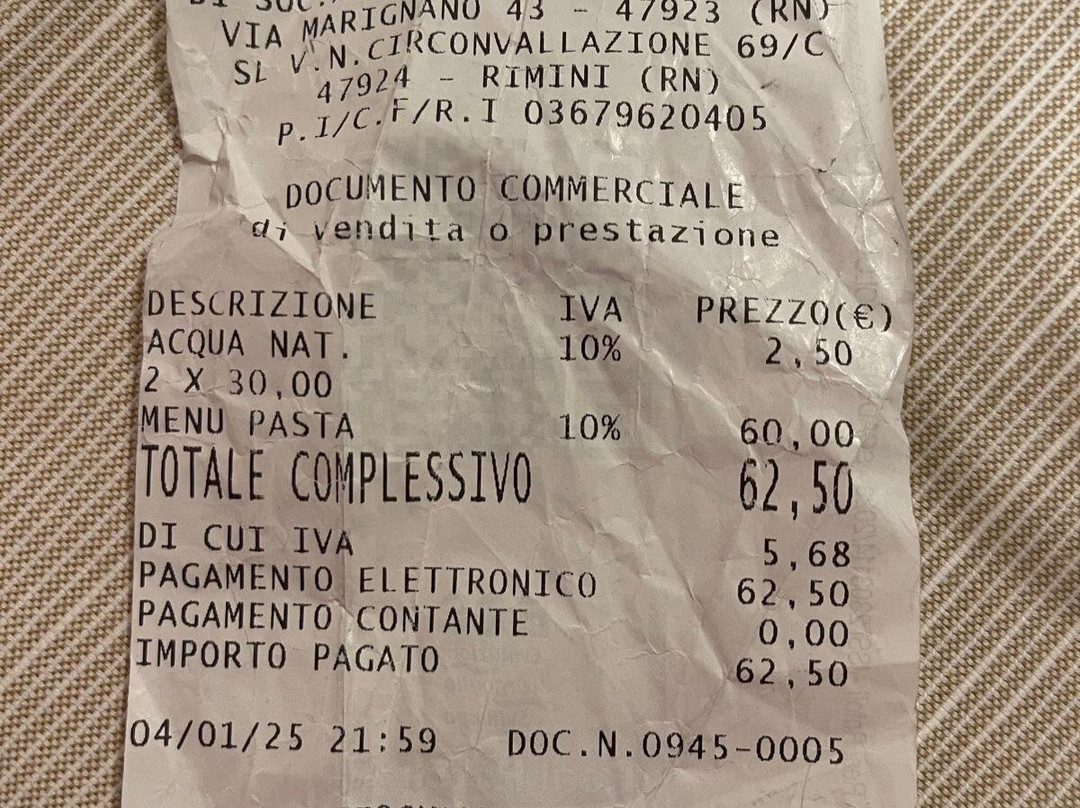 DI SOC.
VIA MARIGNANO 43 - 47923 (RN)
SL V.N.CIRCONVALLAZIONE 69/C
47924 - RIMINI (RN)
P.I/C.F/R.I 03679620405
DOCUMENTO COMMERCIALE
di vendita o prestazione
DESCRIZIONE IVA PREZZO(€)
ACQUA NAT. 10% 2,50
2 X 30,00
MENU PASTA 10% 60,00
TOTALE COMPLESSIVO 62,50
DI CUI IVA 5,68
PAGAMENTO ELETTRONICO 62,50
PAGAMENTO CONTANTE 0,00
IMPORTO PAGATO 62,50
04/01/25 21:59 DOC.N.0945-0005